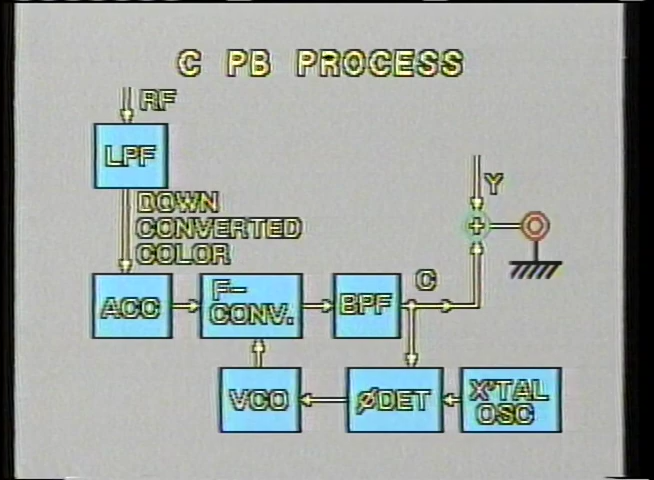 C PB PROCESS
RF
LPF
DOWN
CONVERTED
COLOR
Y
+
ACC
F-
CONV.
BPF
C
VCO
ØDET
X'TAL
OSC